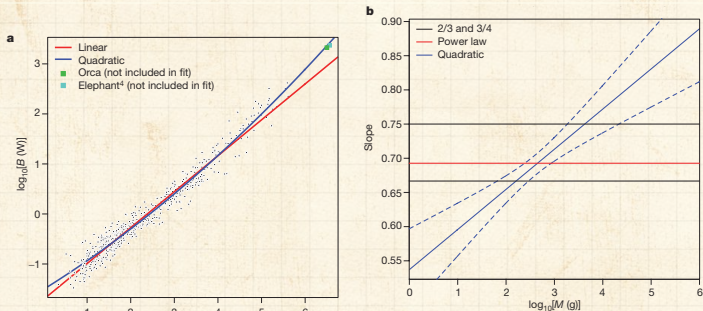 a
Linear
Quadratic
Orca (not included in fit)
Elephant⁴ (not included in fit)
log₁₀[B (W)]
3
2
1
0
−1
1 2 3 4 5 6
b
2/3 and 3/4
Power law
Quadratic
Slope
0.90
0.85
0.80
0.75
0.70
0.65
0.60
0.55
0 1 2 3 4 5 6
log₁₀[M (g)]